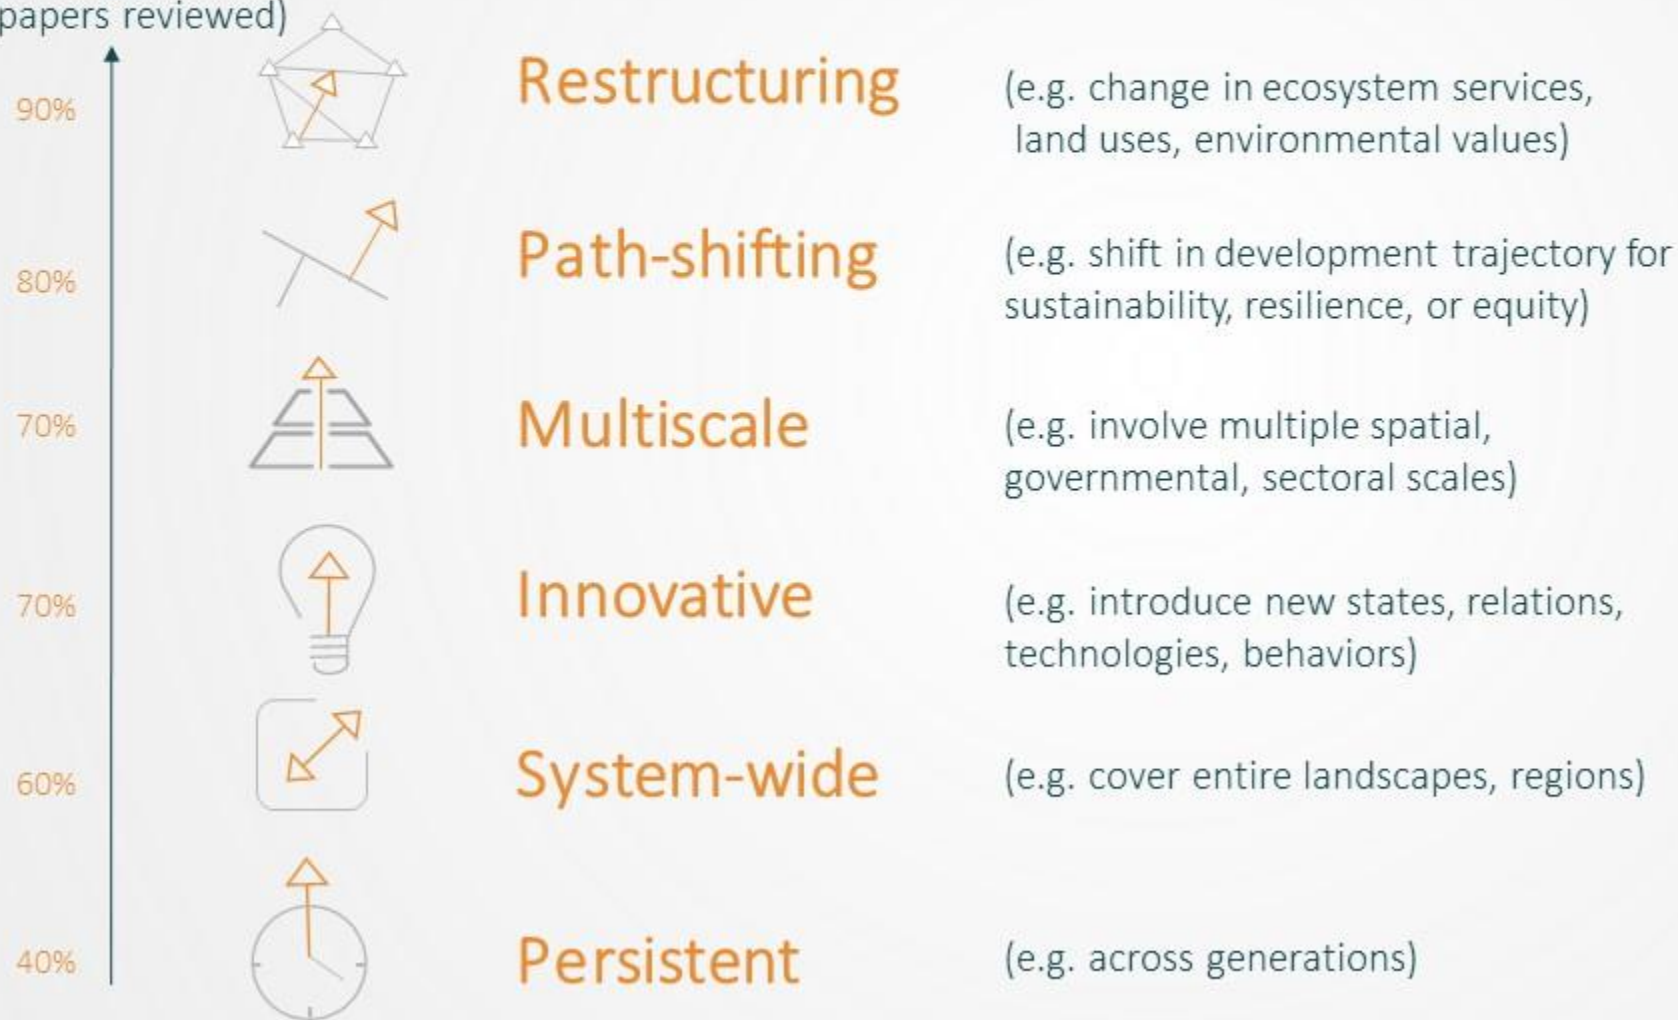 papers reviewed)
90%
Restructuring
(e.g. change in ecosystem services,
land uses, environmental values)
80%
Path-shifting
(e.g. shift in development trajectory for
sustainability, resilience, or equity)
70%
Multiscale
(e.g. involve multiple spatial,
governmental, sectoral scales)
70%
Innovative
(e.g. introduce new states, relations,
technologies, behaviors)
60%
System-wide
(e.g. cover entire landscapes, regions)
40%
Persistent
(e.g. across generations)